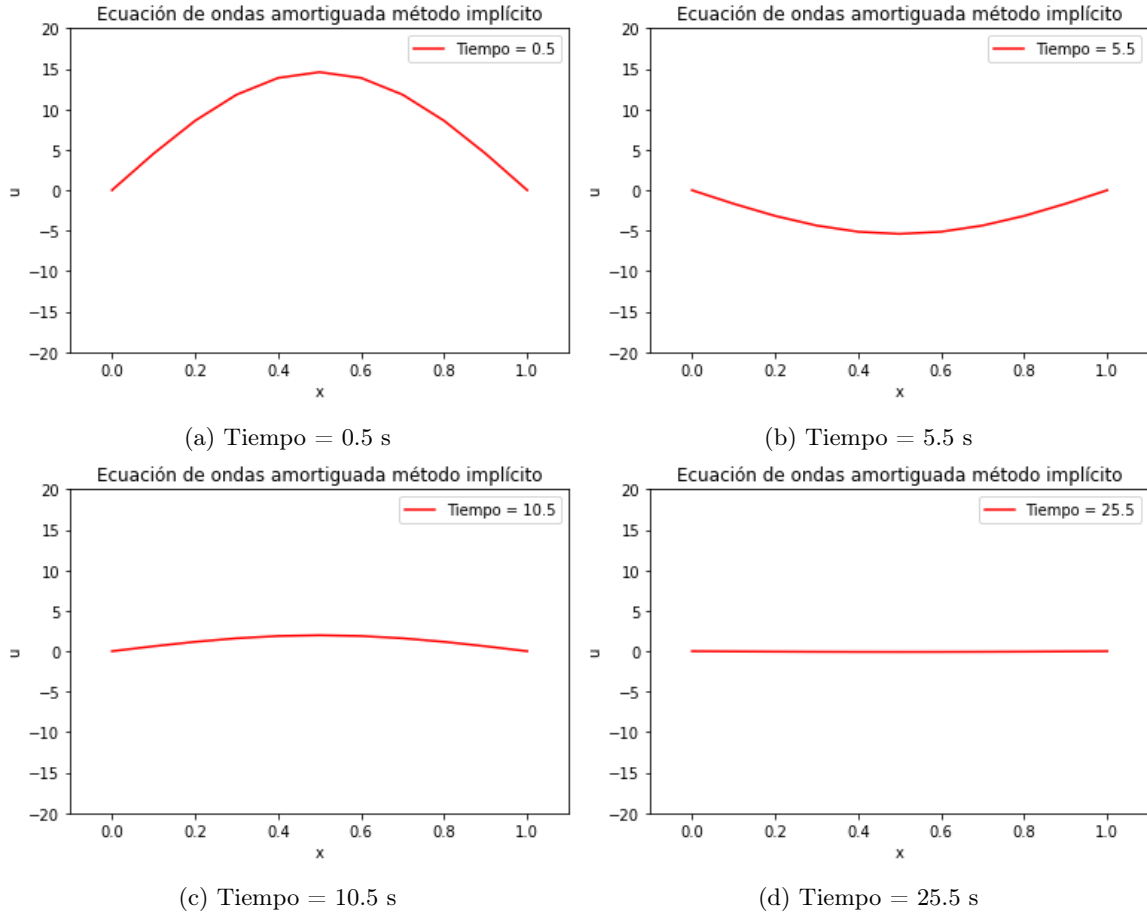 Ecuación de ondas amortiguada método implícito
20
15
10
5
0
−5
−10
−15
−20
u
Tiempo = 0.5
0.0 0.2 0.4 0.6 0.8 1.0
x
(a) Tiempo = 0.5 s
Ecuación de ondas amortiguada método implícito
20
15
10
5
0
−5
−10
−15
−20
u
Tiempo = 5.5
0.0 0.2 0.4 0.6 0.8 1.0
x
(b) Tiempo = 5.5 s
Ecuación de ondas amortiguada método implícito
20
15
10
5
0
−5
−10
−15
−20
u
Tiempo = 10.5
0.0 0.2 0.4 0.6 0.8 1.0
x
(c) Tiempo = 10.5 s
Ecuación de ondas amortiguada método implícito
20
15
10
5
0
−5
−10
−15
−20
u
Tiempo = 25.5
0.0 0.2 0.4 0.6 0.8 1.0
x
(d) Tiempo = 25.5 s